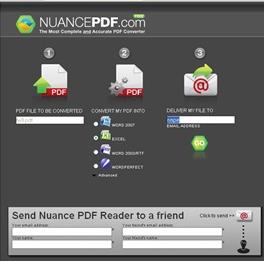 NUANCEPDF.com FREE
The Most Complete and Accurate PDF Converter
1 2 3
PDF PDF
PDF FILE TO BE CONVERTED
CONVERT MY PDF INTO
DELIVER MY FILE TO
WORD 2007
EMAIL ADDRESS
EXCEL
GO
WORD 2003/RTF
WORDPERFECT
Advanced
Send Nuance PDF Reader to a friend
Click to send >>
Your email address:
Your friend's email address:
Your name:
Your friend's name: